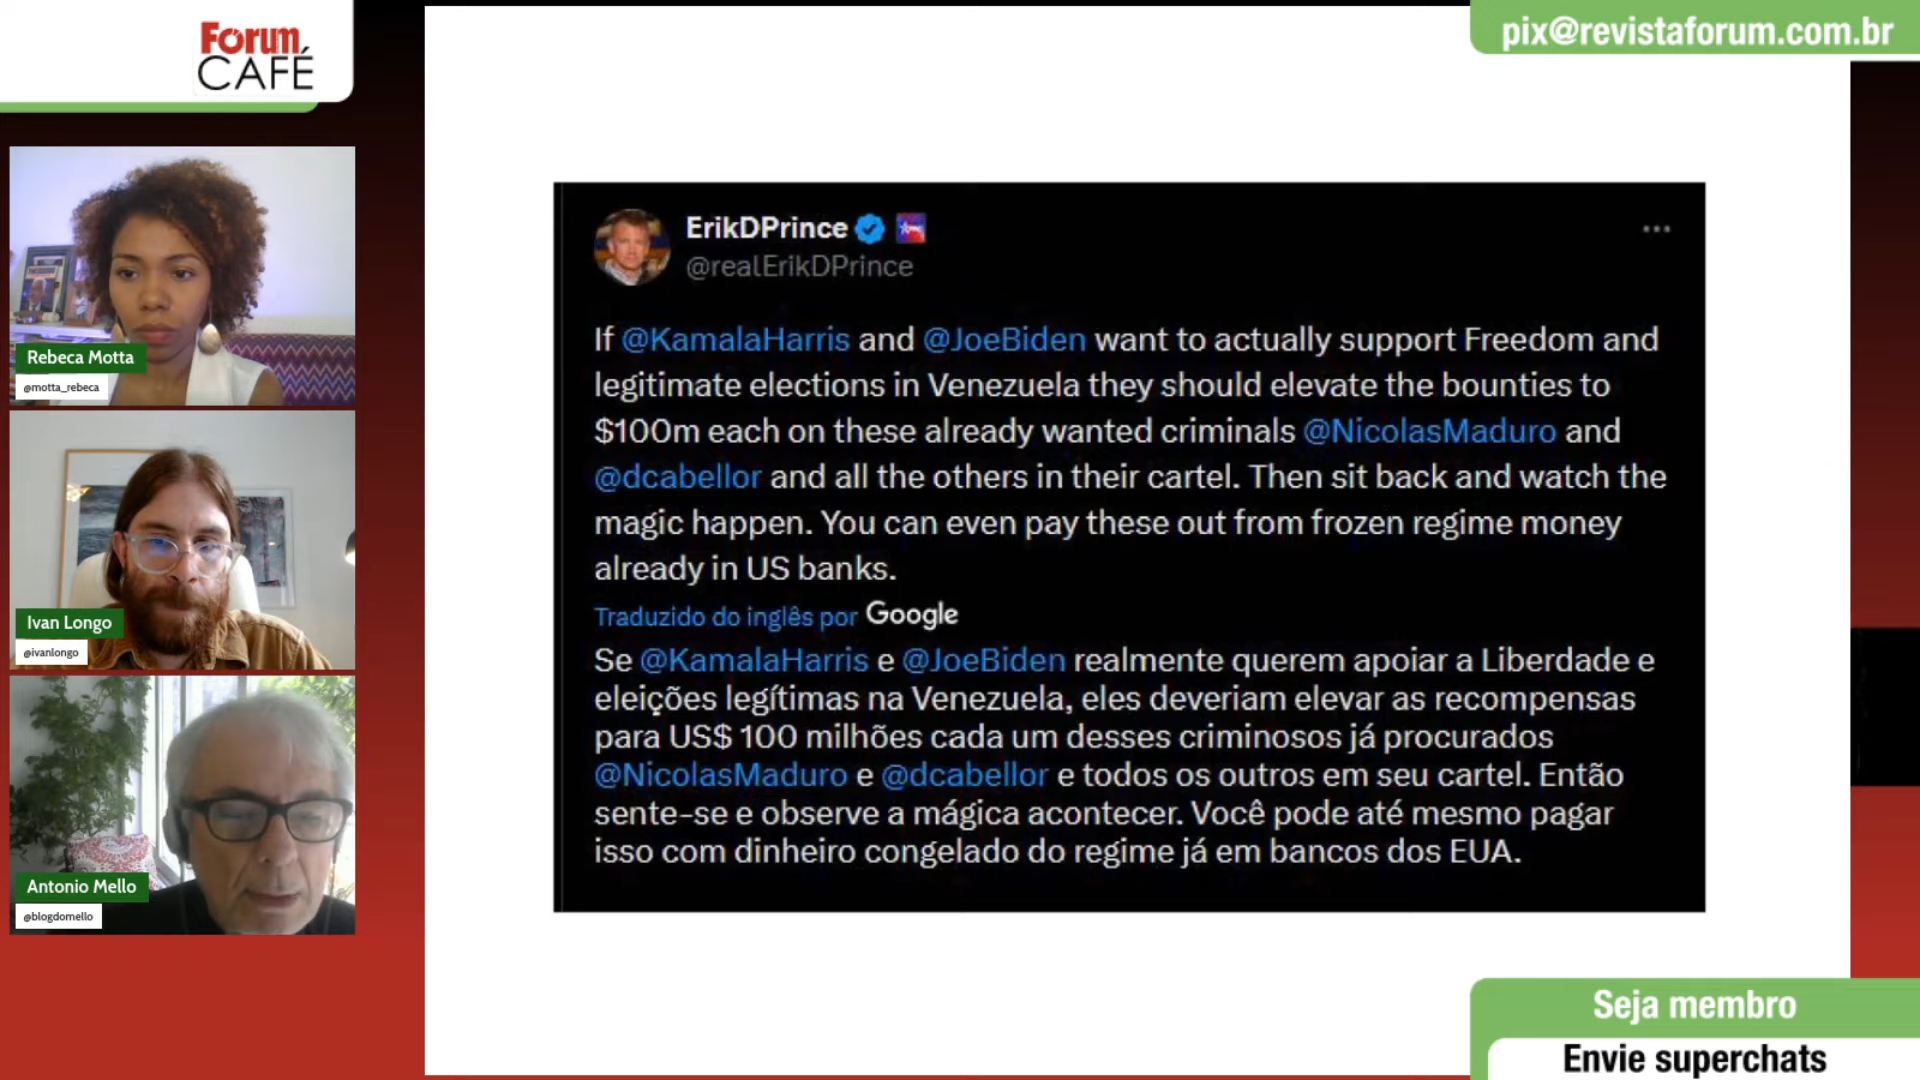 Forum
CAFÉ
pix@revistaforum.com.br
Rebeca Motta
@motta_rebeca
Ivan Longo
@ivanlongo
Antonio Mello
@blogdomello
ErikDPrince
@realErikDPrince
If @KamalaHarris and @JoeBiden want to actually support Freedom and
legitimate elections in Venezuela they should elevate the bounties to
$100m each on these already wanted criminals @NicolasMaduro and
@dcabellor and all the others in their cartel. Then sit back and watch the
magic happen. You can even pay these out from frozen regime money
already in US banks.
Traduzido do inglês por Google
Se @KamalaHarris e @JoeBiden realmente querem apoiar a Liberdade e
eleições legítimas na Venezuela, eles deveriam elevar as recompensas
para US$ 100 milhões cada um desses criminosos já procurados
@NicolasMaduro e @dcabellor e todos os outros em seu cartel. Então
sente-se e observe a mágica acontecer. Você pode até mesmo pagar
isso com dinheiro congelado do regime já em bancos dos EUA.
Seja membro
Envie superchats